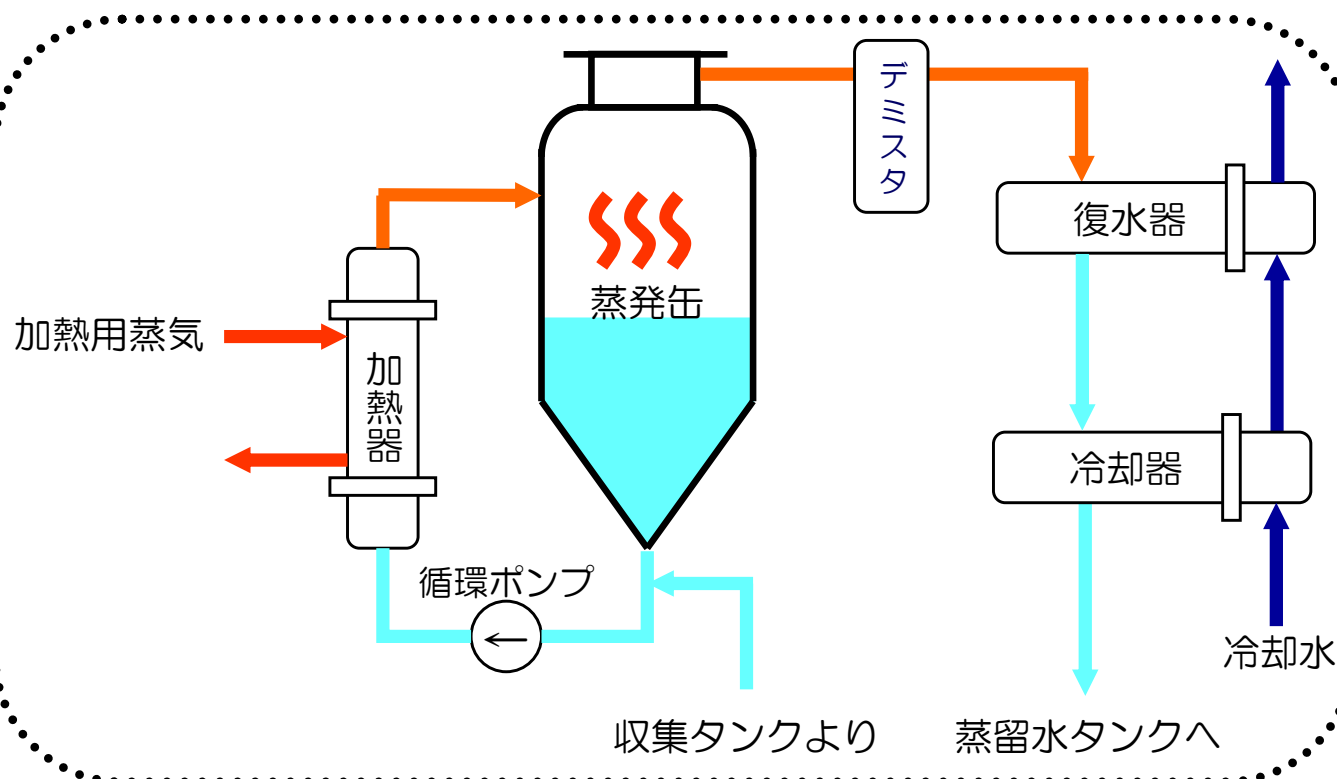 デミスタ
復水器
蒸発缶
加熱用蒸気
加熱器
冷却器
循環ポンプ
冷却水
収集タンクより
蒸留水タンクへ